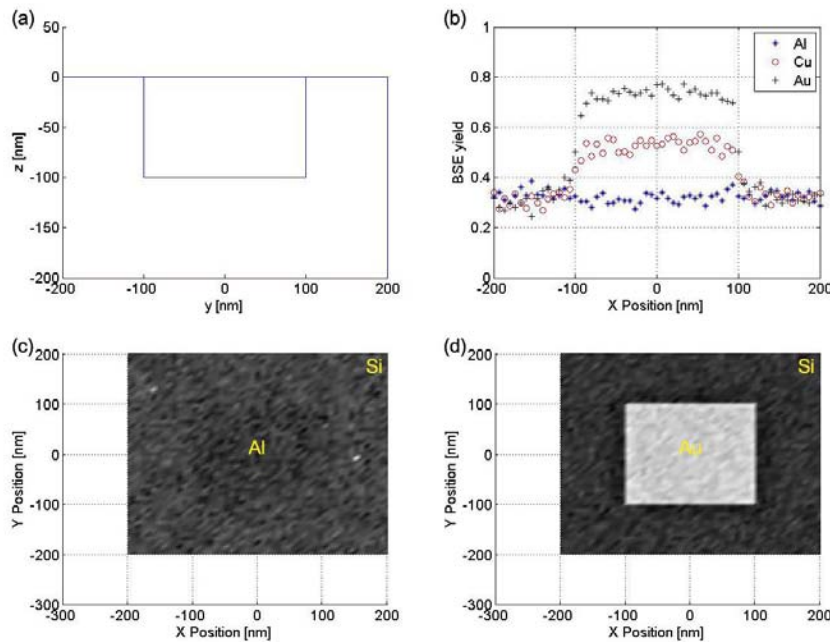 (a)
50
0
-50
-100
-150
-200
z [nm]
-200 -100 0 100 200
y [nm]
(b)
1
0.8
0.6
0.4
0.2
0
BSE yield
Al
Cu
Au
-200 -100 0 100 200
X Position [nm]
(c)
200
100
0
-100
-200
-300
Y Position [nm]
Si
Al
-200 -100 0 100 200
X Position [nm]
(d)
200
100
0
-100
-200
-300
Y Position [nm]
Si
Au
-200 -100 0 100 200
X Position [nm]